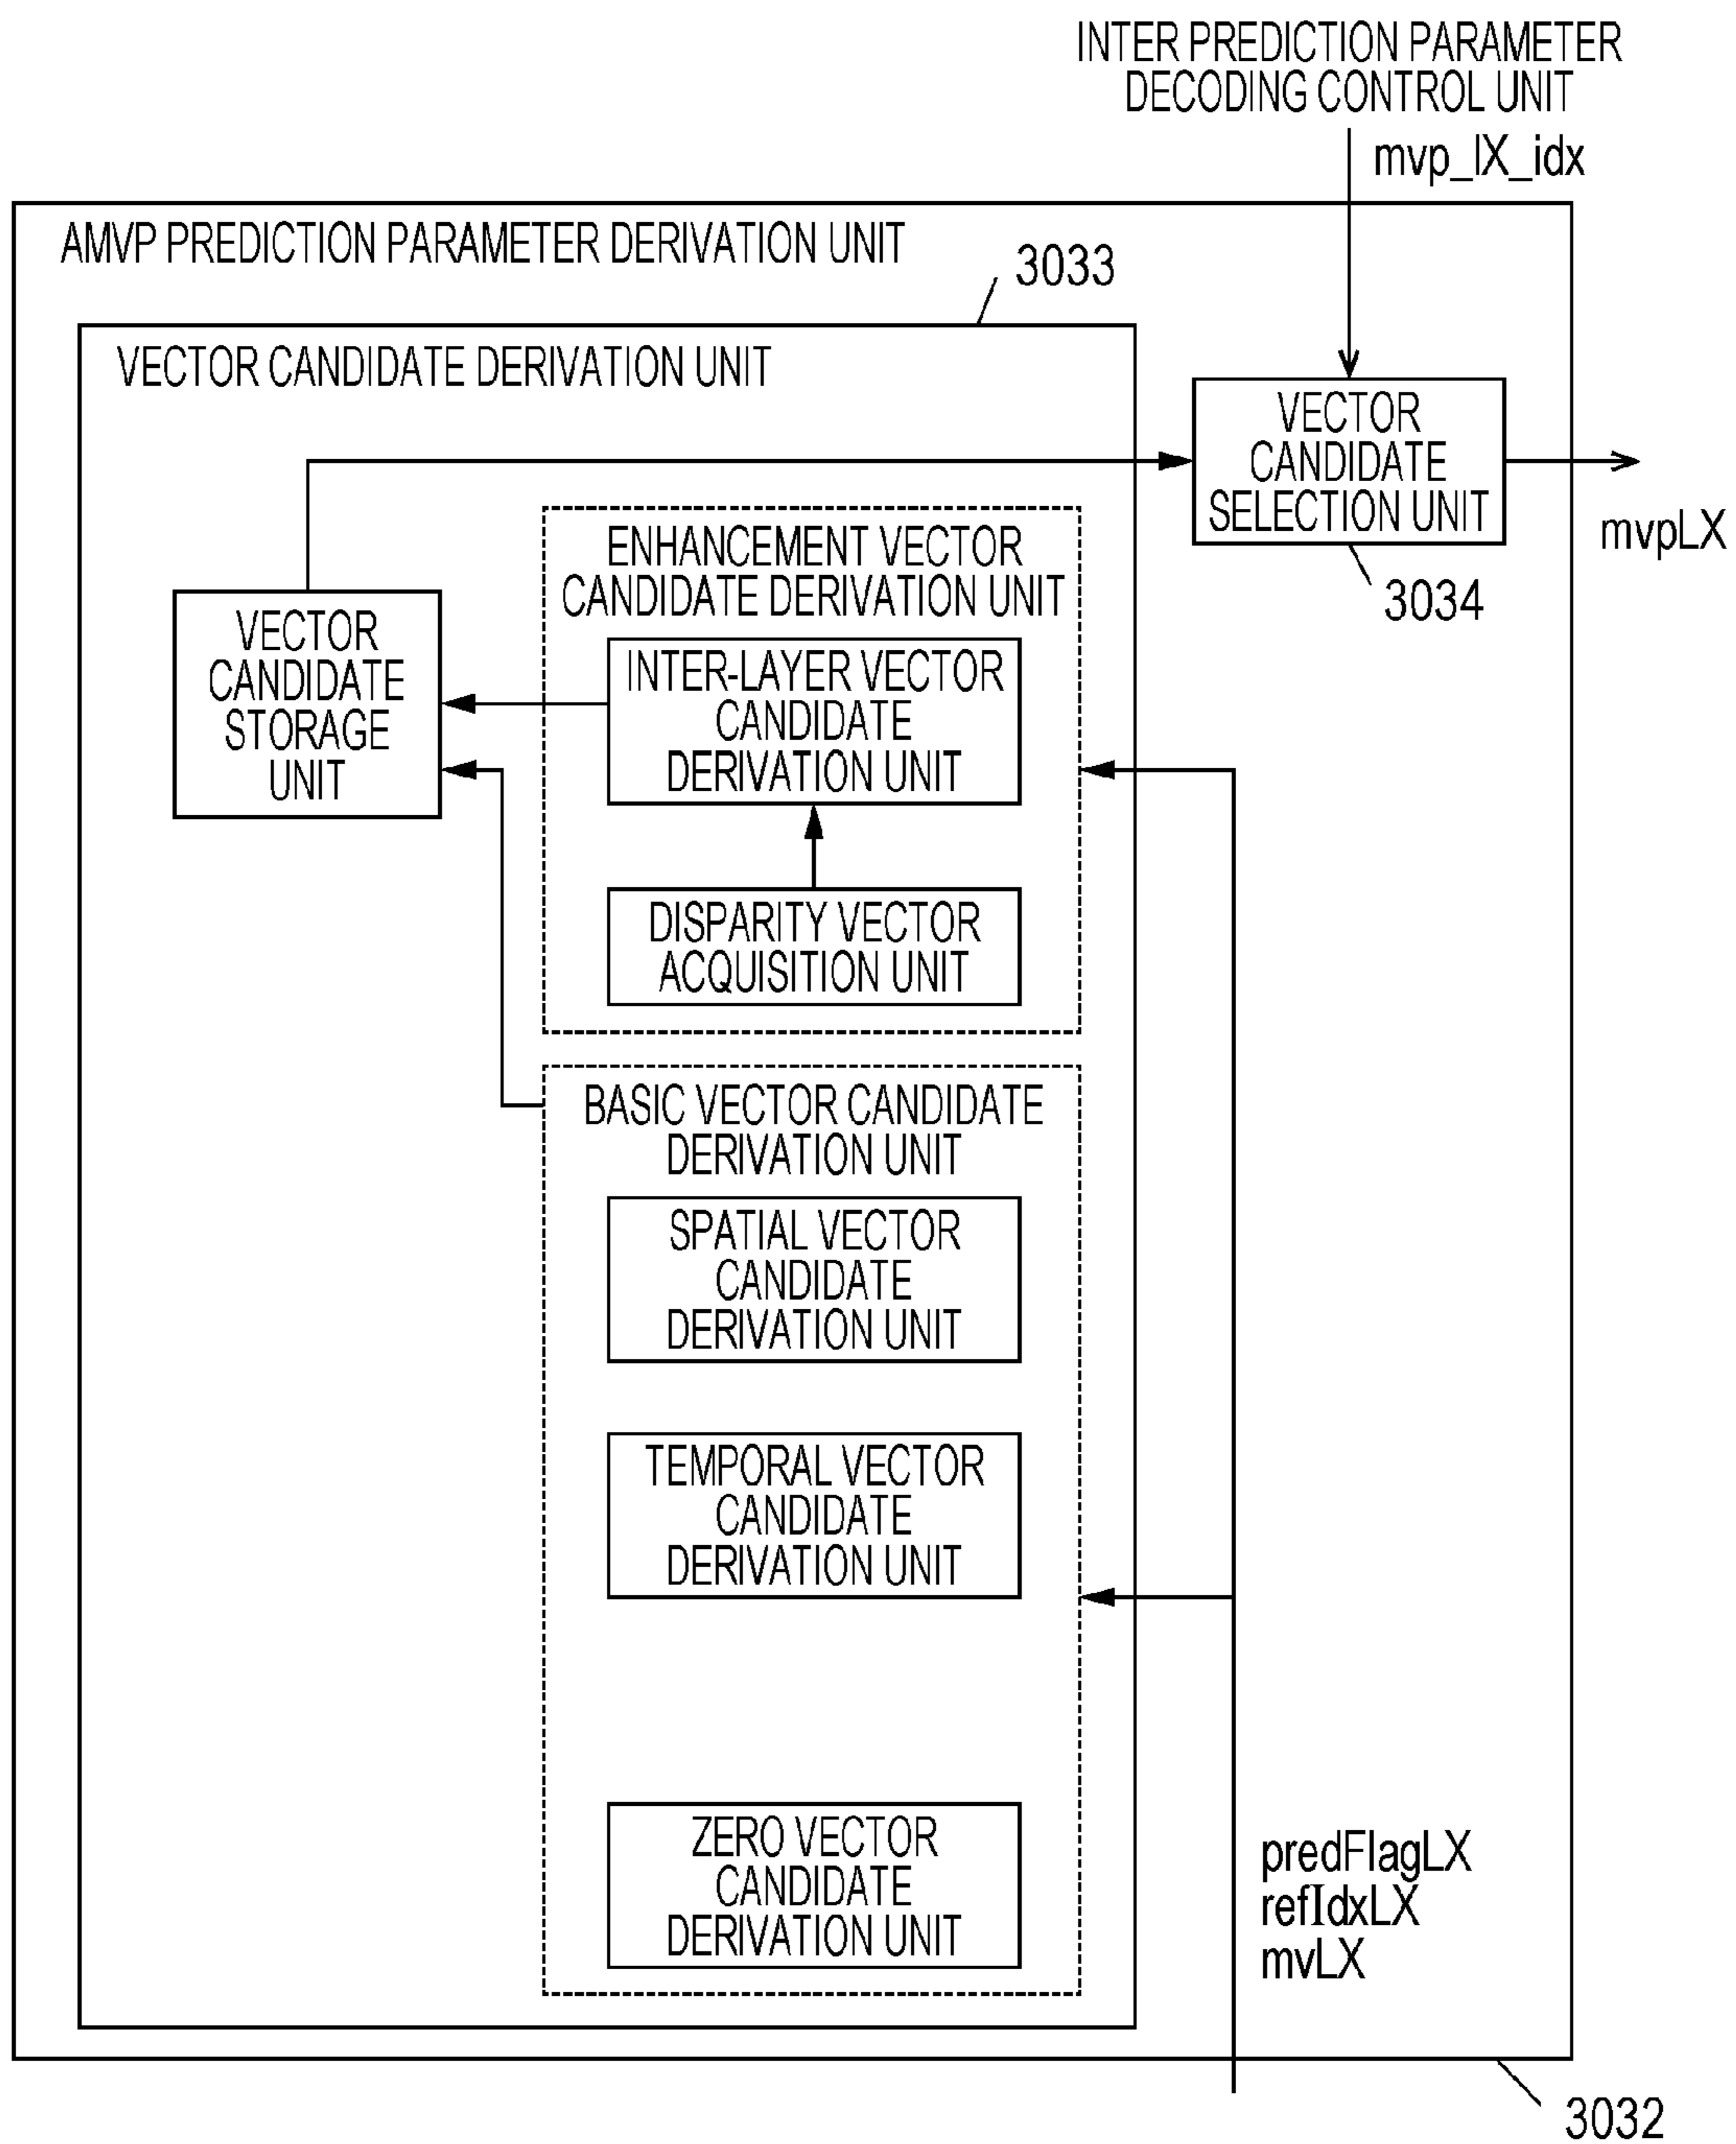 INTER PREDICTION PARAMETER
DECODING CONTROL UNIT
mvp_lX_idx
AMVP PREDICTION PARAMETER DERIVATION UNIT
3033
VECTOR CANDIDATE DERIVATION UNIT
VECTOR
CANDIDATE
SELECTION UNIT
mvpLX
3034
ENHANCEMENT VECTOR
CANDIDATE DERIVATION UNIT
VECTOR
CANDIDATE
STORAGE
UNIT
INTER-LAYER VECTOR
CANDIDATE
DERIVATION UNIT
DISPARITY VECTOR
ACQUISITION UNIT
BASIC VECTOR CANDIDATE
DERIVATION UNIT
SPATIAL VECTOR
CANDIDATE
DERIVATION UNIT
TEMPORAL VECTOR
CANDIDATE
DERIVATION UNIT
ZERO VECTOR
CANDIDATE
DERIVATION UNIT
predFlagLX
refIdxLX
mvLX
3032